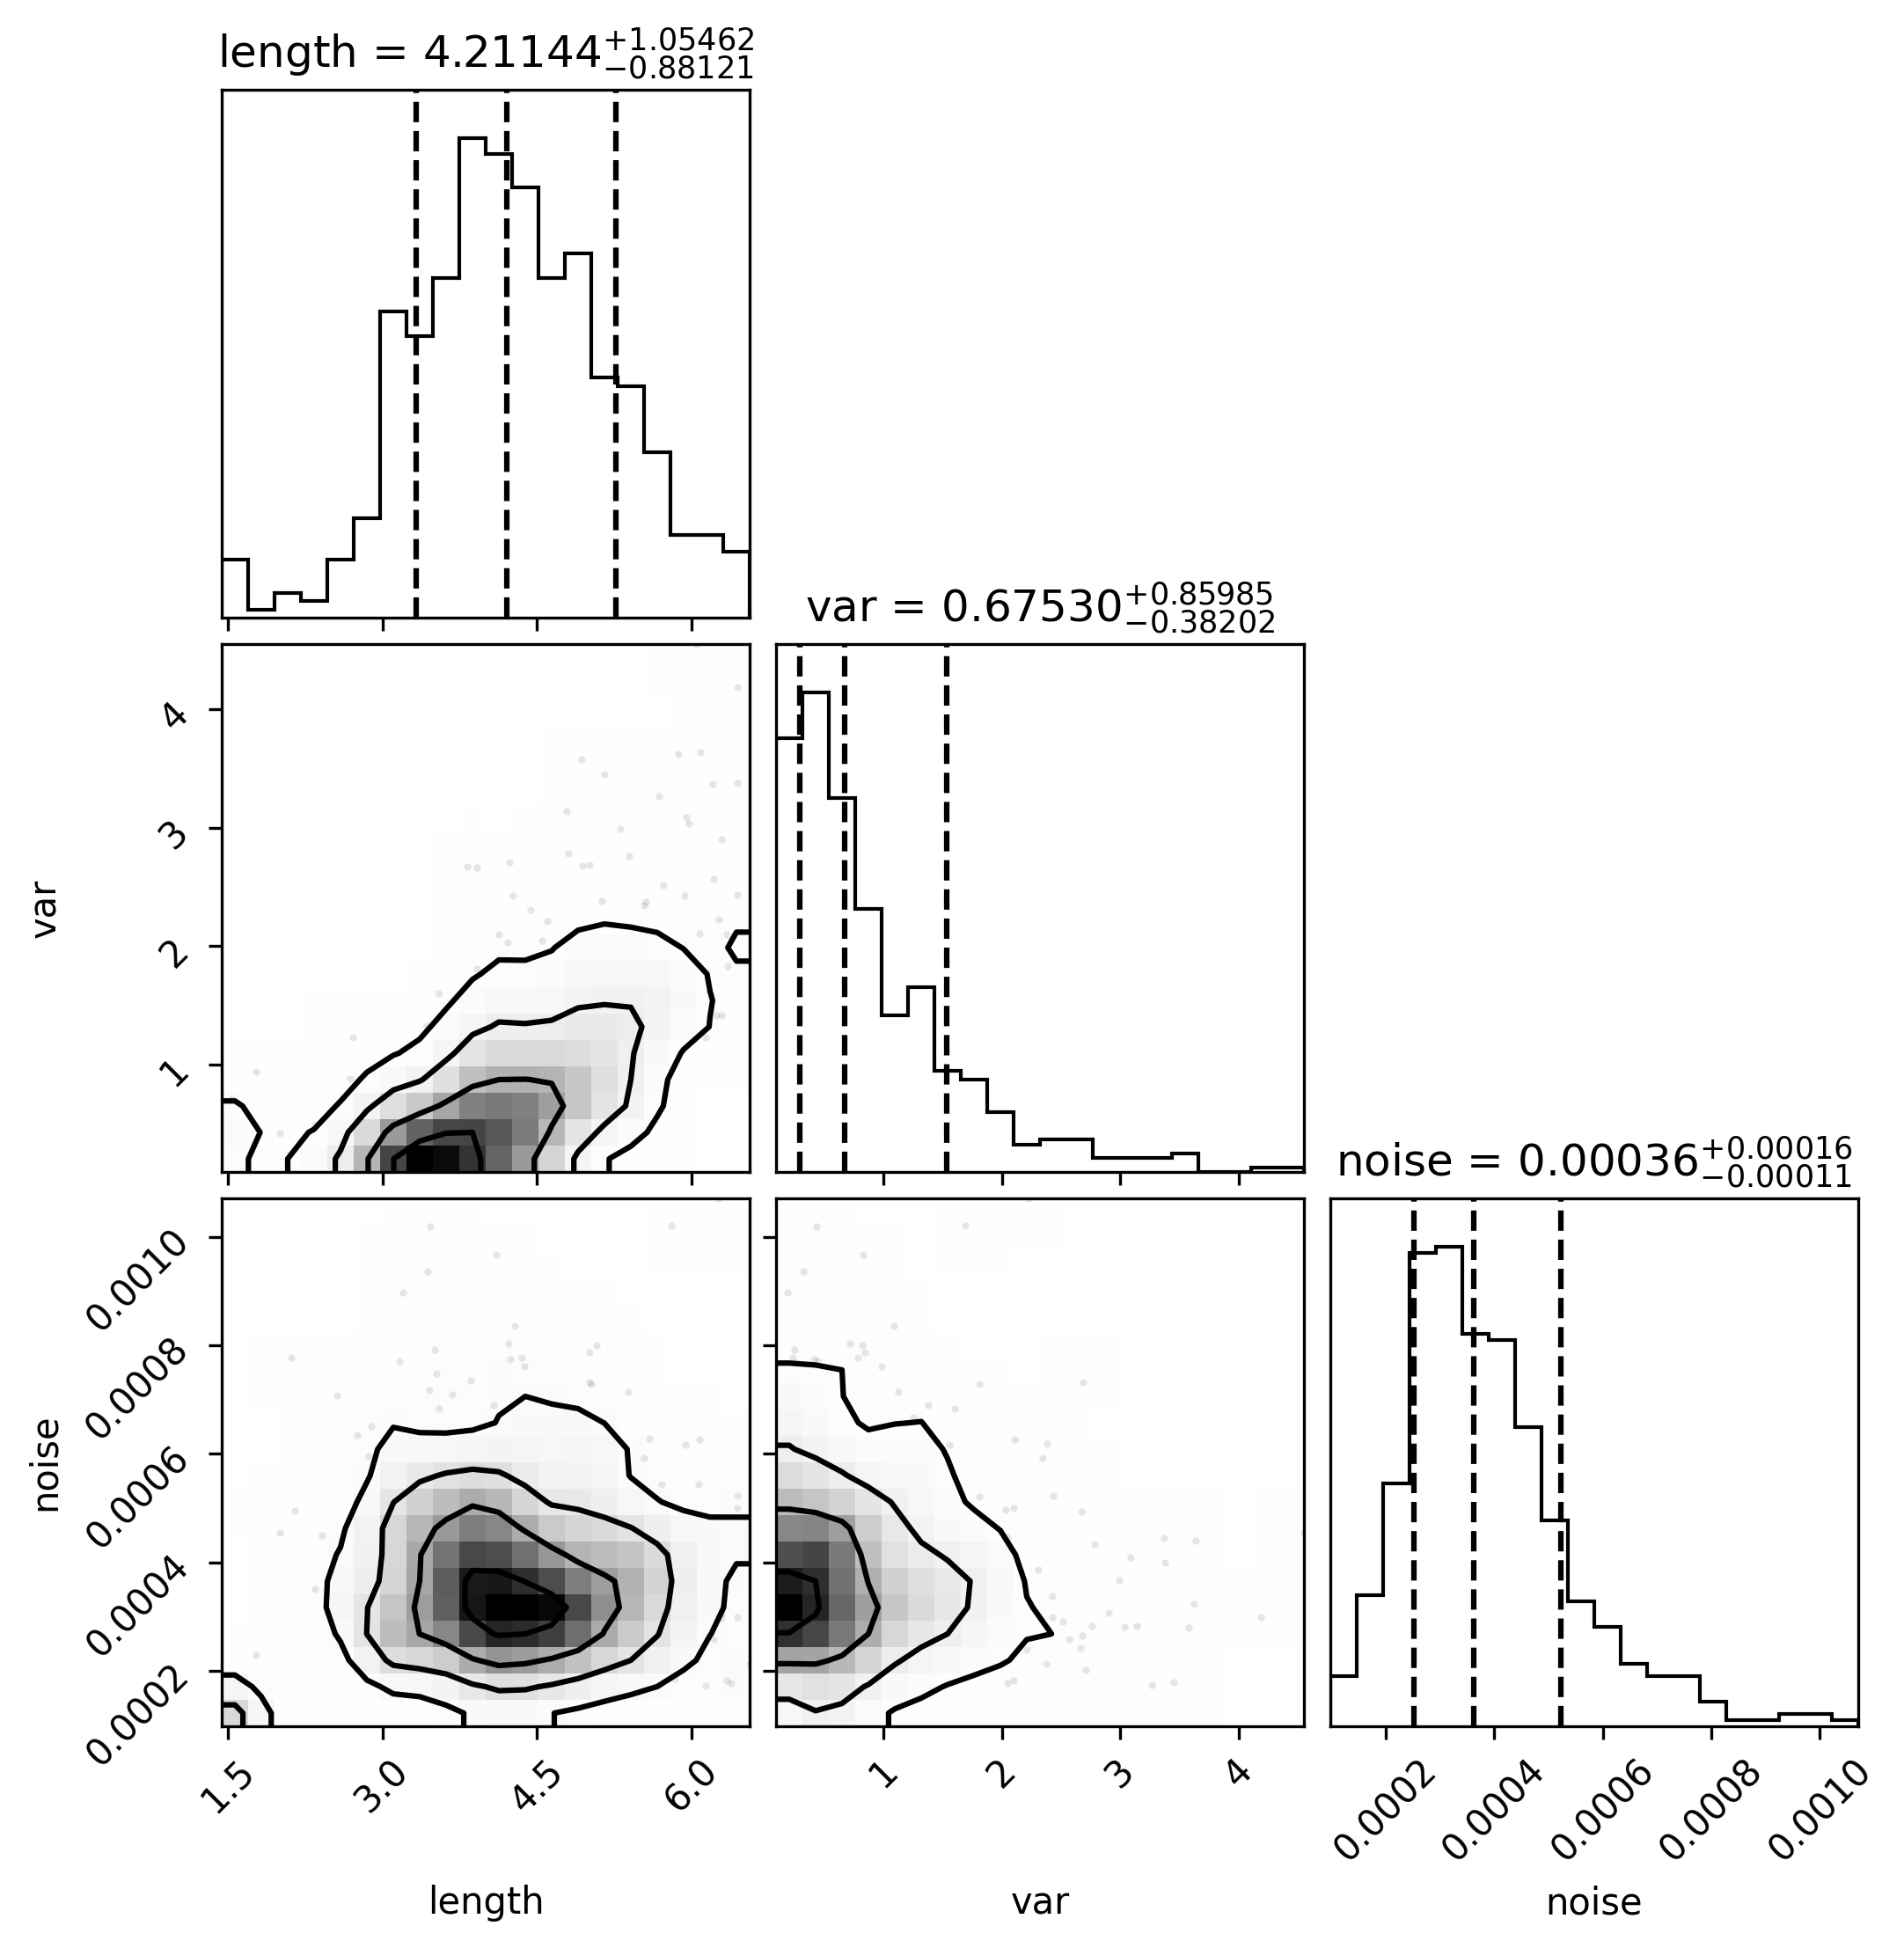 length = 4.21144+1.05462−0.88121
var = 0.67530+0.85985−0.38202
4
3
2
1
var
noise = 0.00036+0.00016−0.00011
0.0010
0.0008
0.0006
0.0004
0.0002
noise
1.5 3.0 4.5 6.0
1 2 3 4
0.0002 0.0004 0.0006 0.0008 0.0010
length var noise